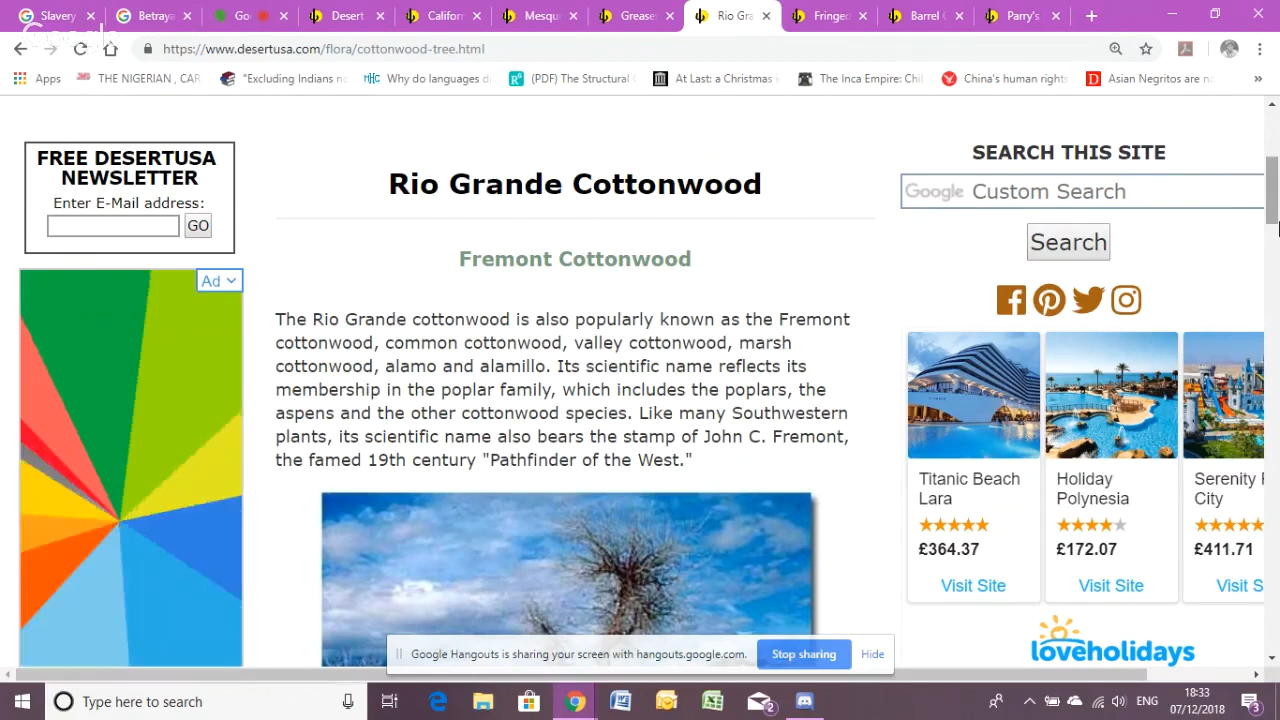 Slavery
Betraya
Goo
Desert
Californ
Mesqu
Grease
Rio Gra
Fringed
Barrel C
Parry's
https://www.desertusa.com/flora/cottonwood-tree.html
Apps
THE NIGERIAN , CAR
"Excluding Indians no
Why do languages di
(PDF) The Structural
At Last: a Christmas i
The Inca Empire: Chil
China's human rights
Asian Negritos are no
FREE DESERTUSA
NEWSLETTER
Enter E-Mail address:
GO
Ad
Rio Grande Cottonwood
Fremont Cottonwood
The Rio Grande cottonwood is also popularly known as the Fremont
cottonwood, common cottonwood, valley cottonwood, marsh
cottonwood, alamo and alamillo. Its scientific name reflects its
membership in the poplar family, which includes the poplars, the
aspens and the other cottonwood species. Like many Southwestern
plants, its scientific name also bears the stamp of John C. Fremont,
the famed 19th century "Pathfinder of the West."
SEARCH THIS SITE
Google Custom Search
Search
Titanic Beach
Lara
£364.37
Visit Site
Holiday
Polynesia
£172.07
Visit Site
Serenity F
City
£411.71
Visit S
loveholidays
Google Hangouts is sharing your screen with hangouts.google.com.
Stop sharing
Hide
Type here to search
2
ENG
18:33
07/12/2018
3